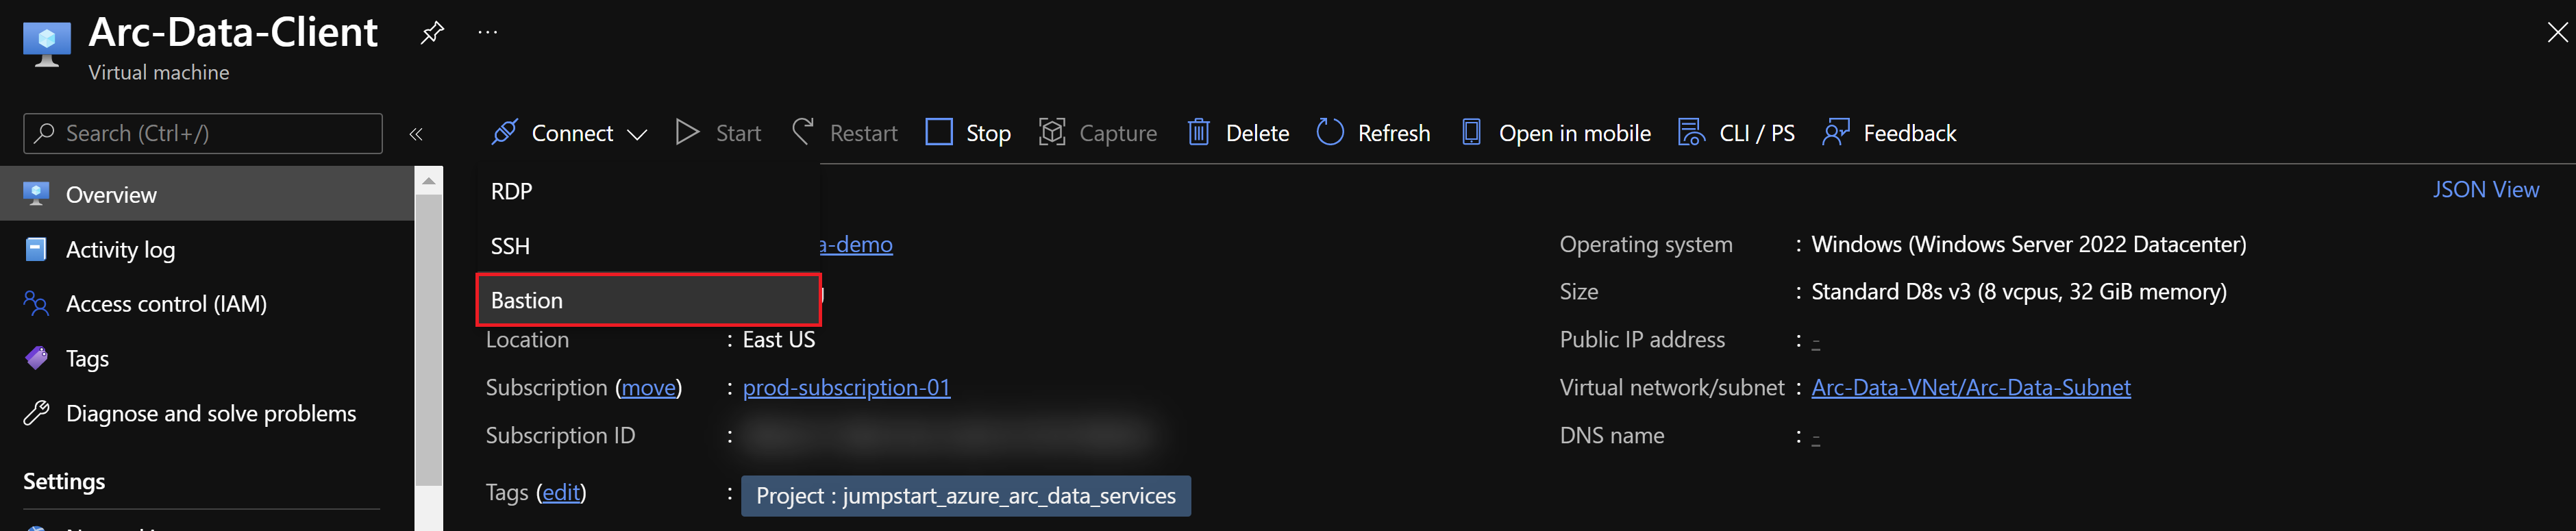 Arc-Data-Client
...
Virtual machine
Search (Ctrl+/)
«
Connect
Start
Restart
Stop
Capture
Delete
Refresh
Open in mobile
CLI / PS
Feedback
Overview
Activity log
Access control (IAM)
Tags
Diagnose and solve problems
Settings
RDP
SSH
Bastion
JSON View
a-demo
Location : East US
Subscription (move) : prod-subscription-01
Subscription ID :
Tags (edit) : Project : jumpstart_azure_arc_data_services
Operating system : Windows (Windows Server 2022 Datacenter)
Size : Standard D8s v3 (8 vcpus, 32 GiB memory)
Public IP address : -
Virtual network/subnet : Arc-Data-VNet/Arc-Data-Subnet
DNS name : -